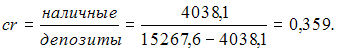 cr = наличные / депозиты = 4038,1 / 15267,6 − 4038,1 = 0,359.